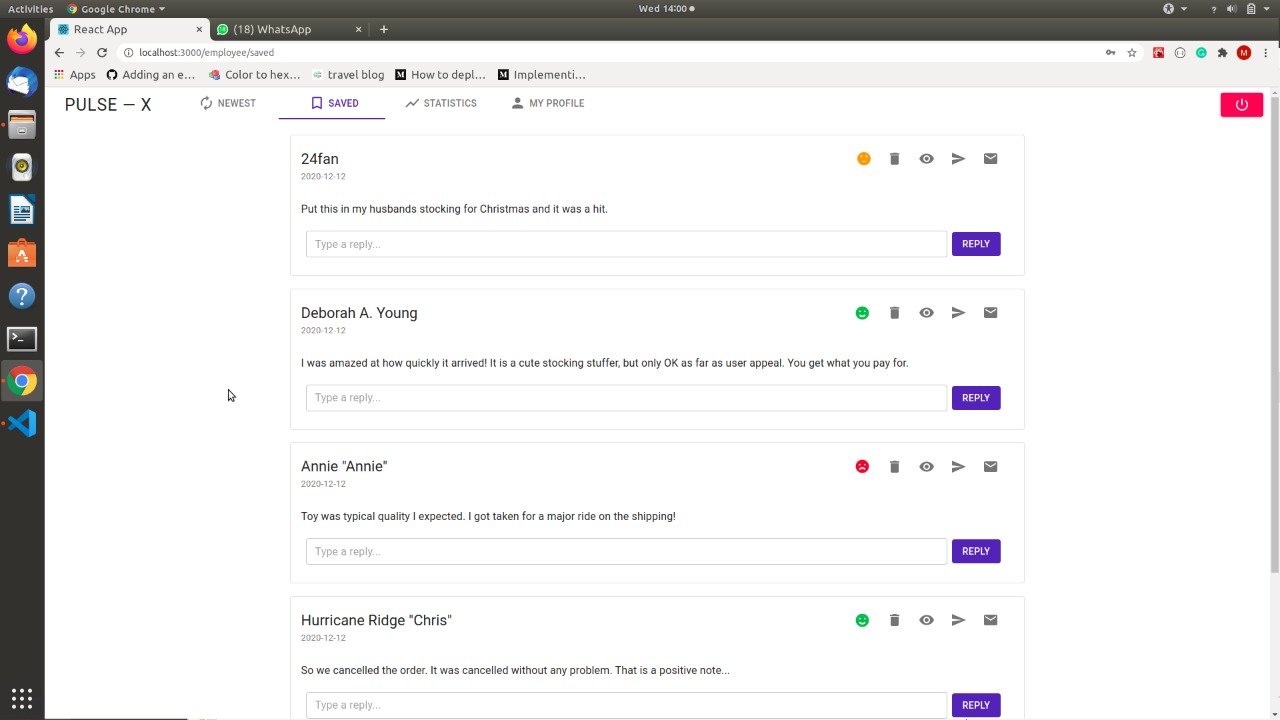 Activities Google Chrome Wed 14:00 ?
React App (18) WhatsApp
localhost:3000/employee/saved M
Apps Adding an e... Color to hex... travel blog How to depl... Implementi...
PULSE – X NEWEST SAVED STATISTICS MY PROFILE
24fan
2020-12-12
Put this in my husbands stocking for Christmas and it was a hit.
Type a reply... REPLY
Deborah A. Young
2020-12-12
I was amazed at how quickly it arrived! It is a cute stocking stuffer, but only OK as far as user appeal. You get what you pay for.
Type a reply... REPLY
Annie "Annie"
2020-12-12
Toy was typical quality I expected. I got taken for a major ride on the shipping!
Type a reply... REPLY
Hurricane Ridge "Chris"
2020-12-12
So we cancelled the order. It was cancelled without any problem. That is a positive note...
Type a reply... REPLY